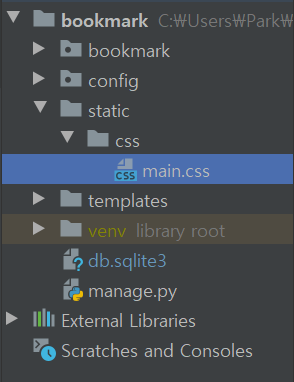 bookmark C:₩Users₩Park₩
bookmark
config
static
css
CSS main.css
templates
venv library root
db.sqlite3
manage.py
External Libraries
Scratches and Consoles